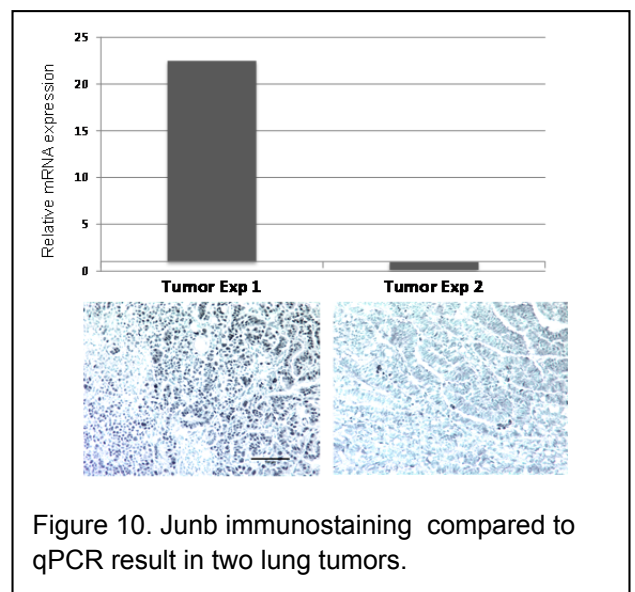 25
20
15
10
5
0
Relative mRNA expression
Tumor Exp 1
Tumor Exp 2
Figure 10. Junb immunostaining compared to
qPCR result in two lung tumors.